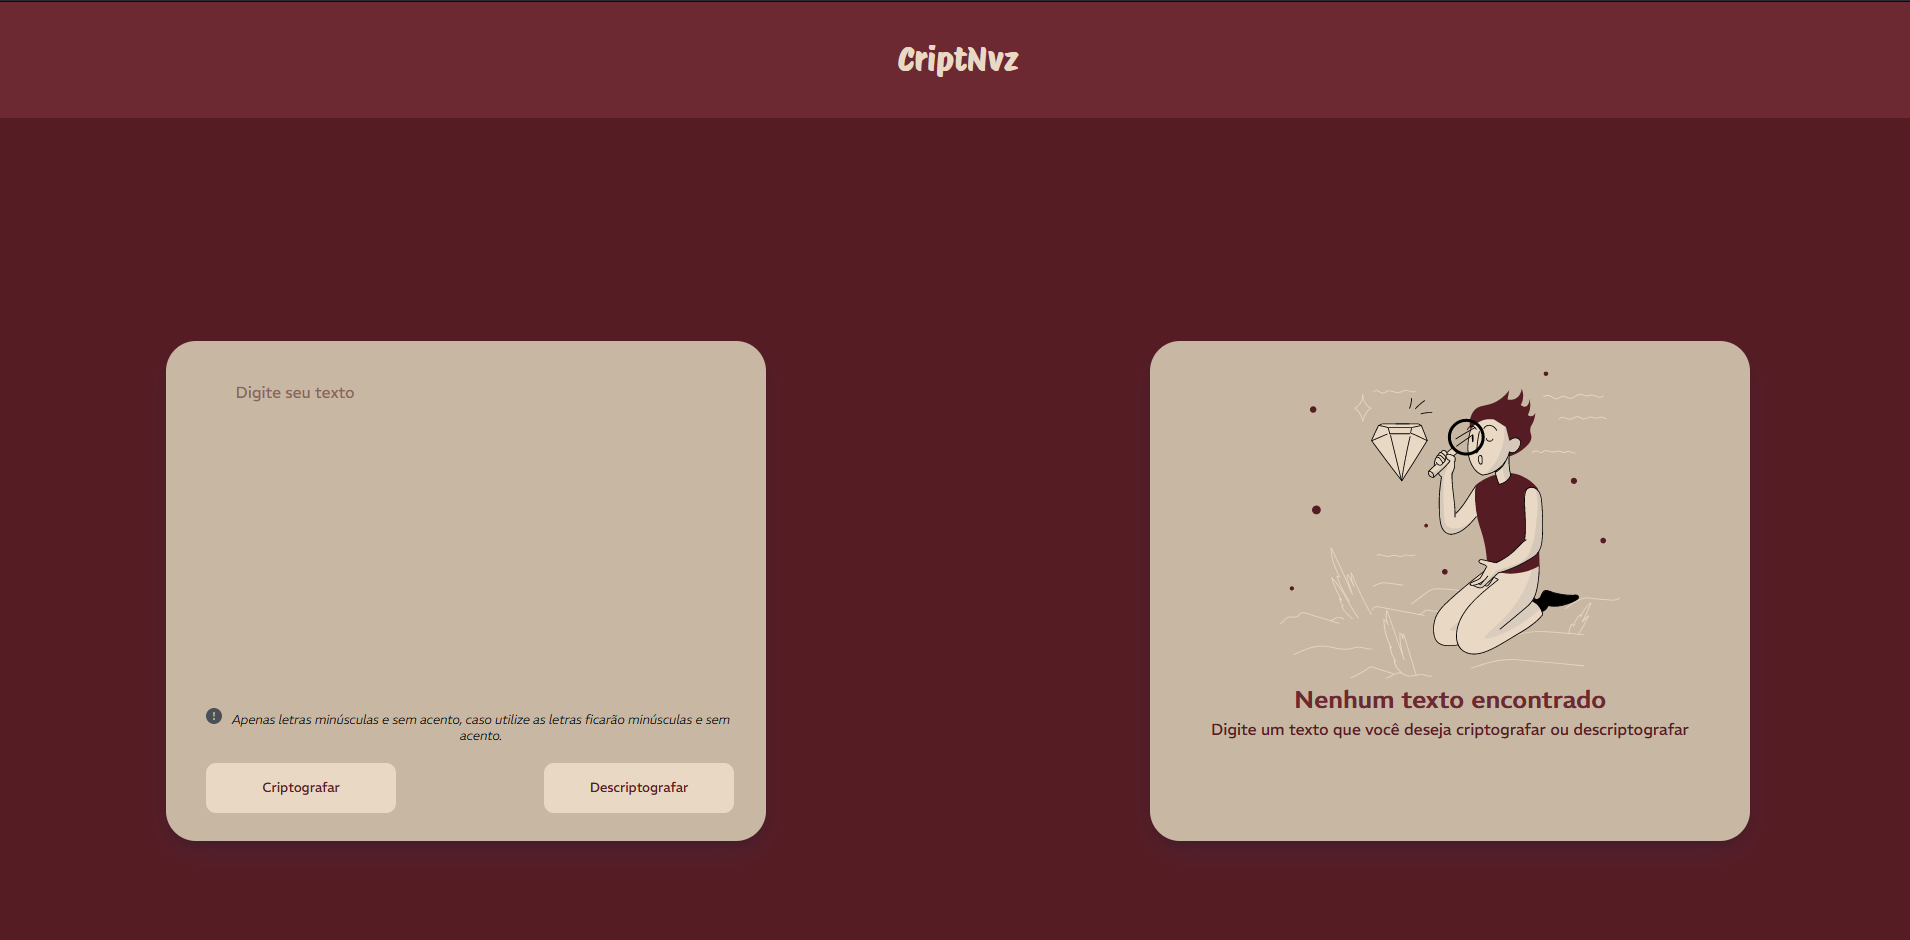 CriptNvz
Digite seu texto
! Apenas letras minúsculas e sem acento, caso utilize as letras ficarão minúsculas e sem
acento.
Criptografar
Descriptografar
Nenhum texto encontrado
Digite um texto que você deseja criptografar ou descriptografar